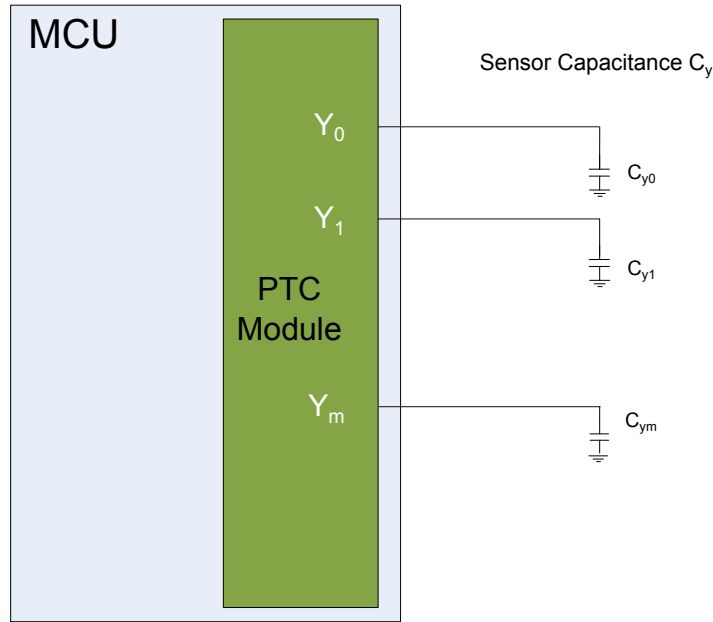 MCU
Sensor Capacitance Cy
Y0
Cy0
Y1
Cy1
PTC
Module
Ym
Cym